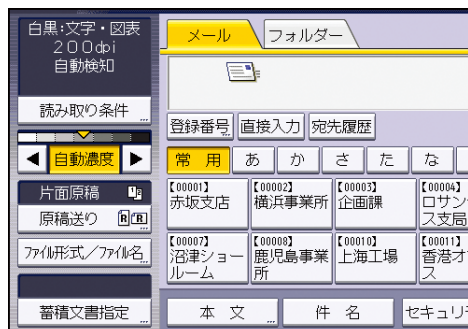 白黒:文字・図表
200dpi
自動検知
読み取り条件
自動濃度
片面原稿
原稿送り
ファイル形式/ファイル名
蓄積文書指定
メール
フォルダー
登録番号
直接入力
宛先履歴
常用
あ
か
さ
た
な
【00001】
赤坂支店
【00002】
横浜事業所
【00003】
企画課
【00004】
ロサン
ス支局
【00007】
沼津ショー
ルーム
【00008】
鹿児島事業
所
【00010】
上海工場
【00011】
香港オ
ス
本文
件名
セキュリ